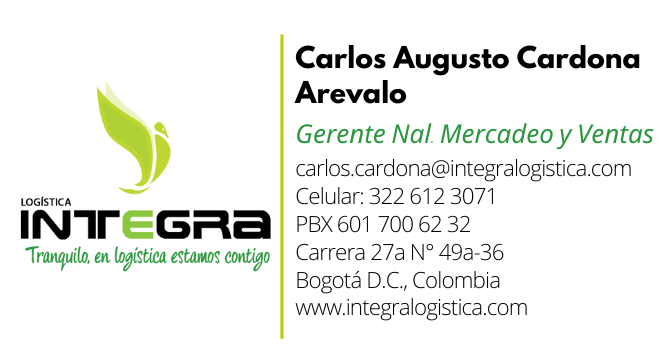 LOGÍSTICA
INTEGRA
Tranquilo, en logística estamos contigo
Carlos Augusto Cardona
Arevalo
Gerente Nal. Mercadeo y Ventas
carlos.cardona@integralogistica.com
Celular: 322 612 3071
PBX 601 700 62 32
Carrera 27a N° 49a-36
Bogotá D.C., Colombia
www.integralogistica.com